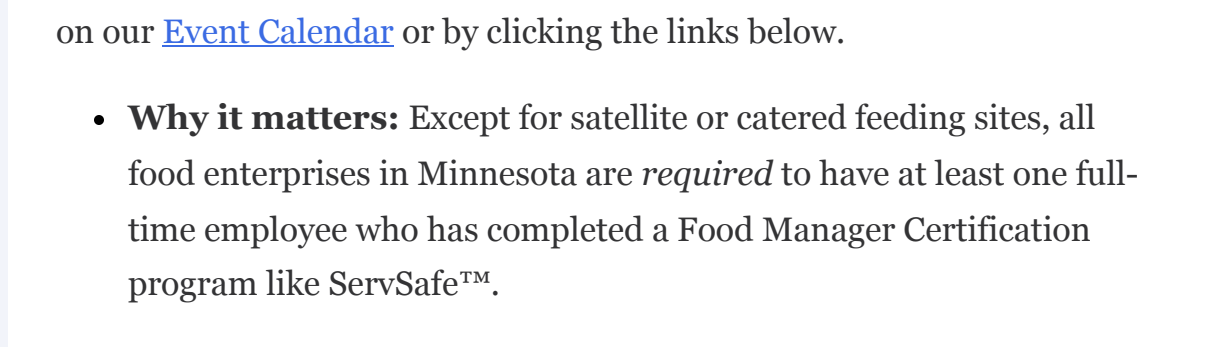 on our Event Calendar or by clicking the links below.
• Why it matters: Except for satellite or catered feeding sites, all
food enterprises in Minnesota are required to have at least one full-
time employee who has completed a Food Manager Certification
program like ServSafe™.